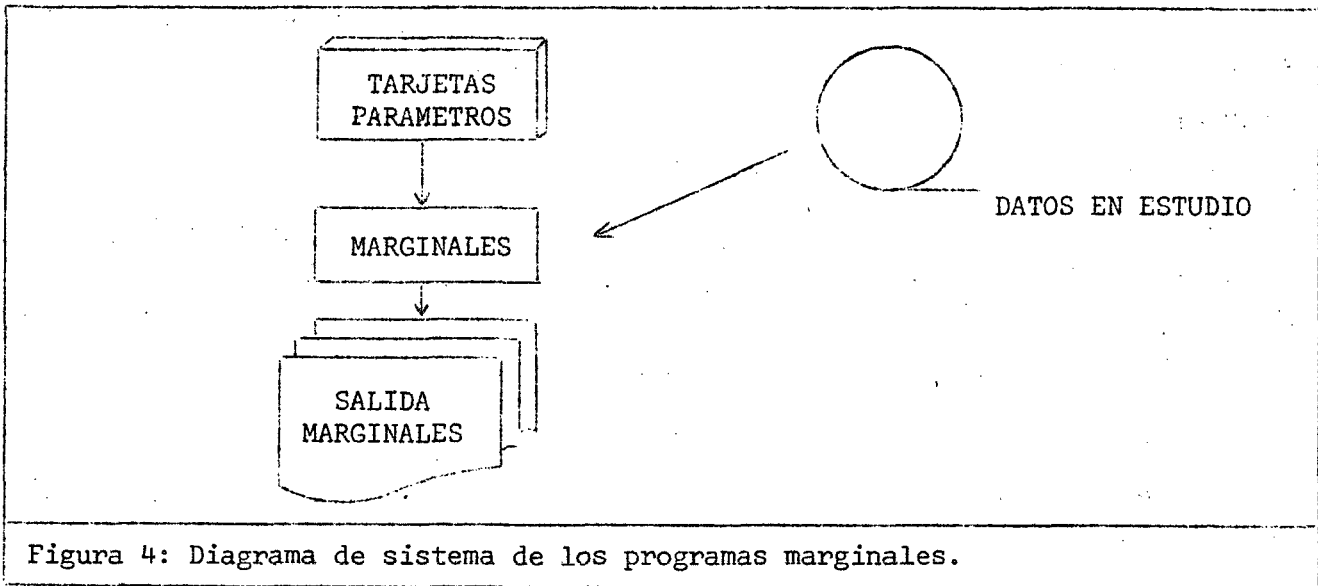 TARJETAS
PARAMETROS
DATOS EN ESTUDIO
MARGINALES
SALIDA
MARGINALES
Figura 4: Diagrama de sistema de los programas marginales.